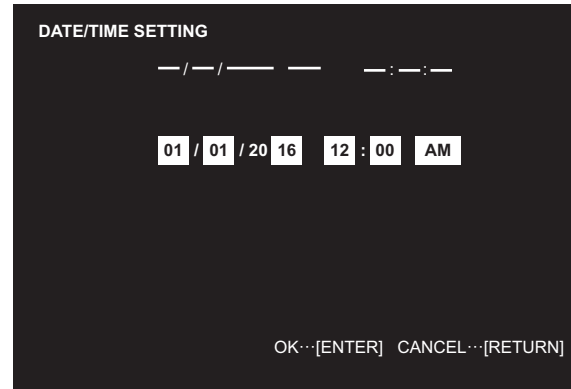 DATE/TIME SETTING
––/––/–––– –– ––:––:––
01 / 01 / 20 16 12 : 00 AM
OK···[ENTER] CANCEL···[RETURN]